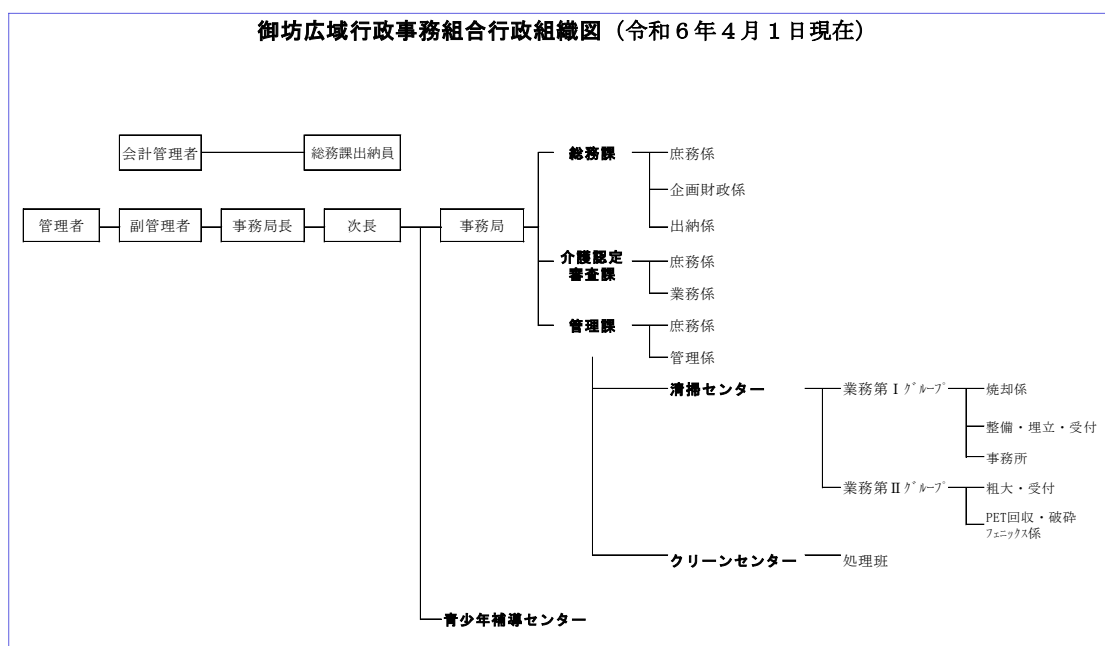 御坊広域行政事務組合行政組織図（令和６年４月１日現在）
会計管理者
総務課出納員
総務課
庶務係
企画財政係
出納係
管理者
副管理者
事務局長
次長
事務局
介護認定
審査課
庶務係
業務係
管理課
庶務係
管理係
清掃センター
業務第Ⅰｸﾞﾙｰﾌﾟ
焼却係
整備・埋立・受付
事務所
業務第Ⅱｸﾞﾙｰﾌﾟ
粗大・受付
PET回収・破砕
ﾌｪﾆｯｸｽ係
クリーンセンター
処理班
青少年補導センター